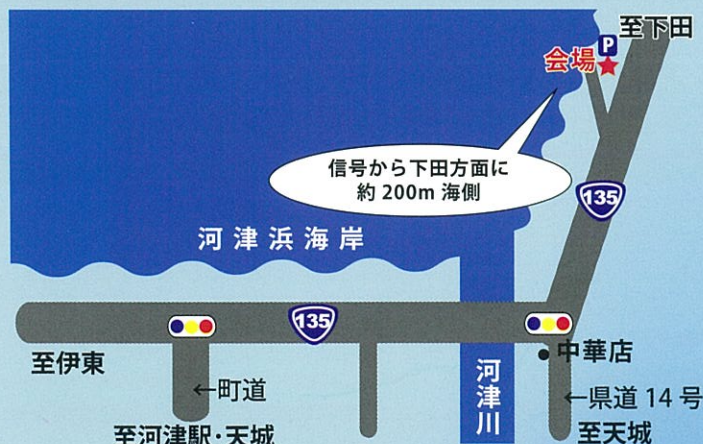 至下田
P
会場
信号から下田方面に
約 200m 海側
135
河津浜海岸
135
至伊東
中華店
河津川
←町道
←県道 14 号
至河津駅・天城
至天城